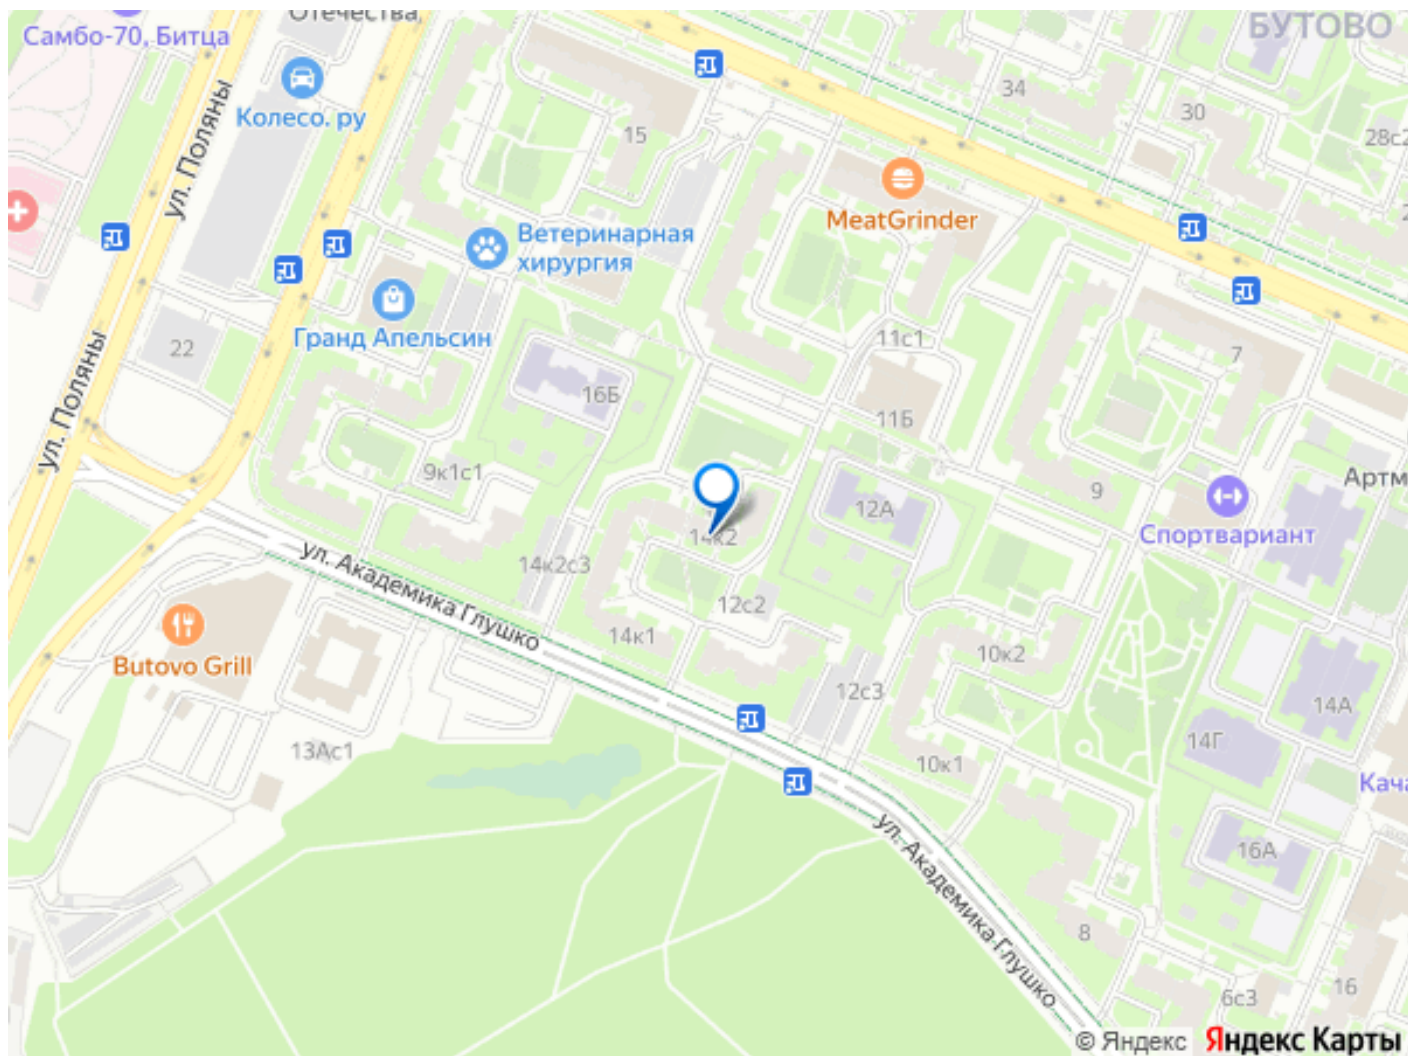 Отечества
БУТОВО
Самбо-70, Битца
34
30
Колесо. ру
15
28с2
ул. Поляны
MeatGrinder
Ветеринарная
хирургия
Гранд Апельсин
11с1
22
7
ул. Поляны
16Б
11Б
9к1с1
Артм
9
12А
14к2
Спортвариант
ул. Академика Глушко
14к2с3
12с2
14к1
10к2
Butovo Grill
12с3
14А
13Ас1
14Г
10к1
Кача
ул. Академика Глушко
16А
8
6с3
16
© Яндекс
Яндекс Карты